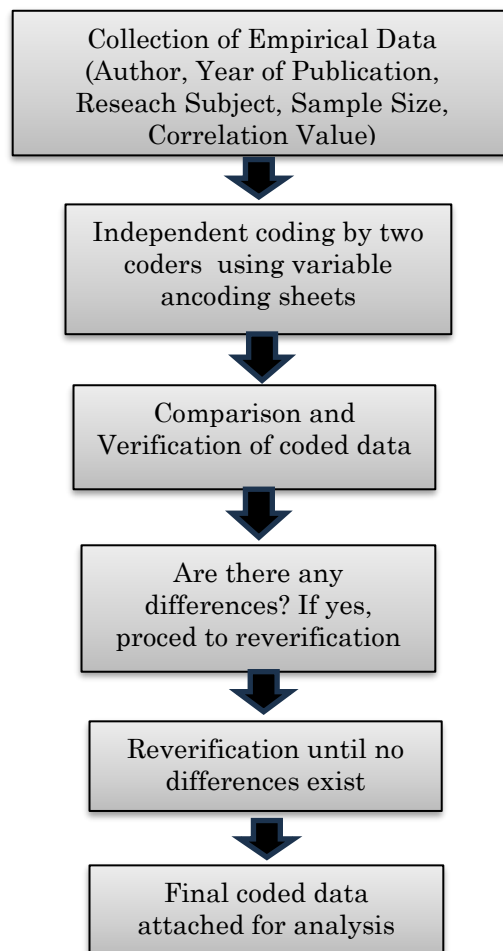 Collection of Empirical Data
(Author, Year of Publication,
Reseach Subject, Sample Size,
Correlation Value)
Independent coding by two
coders using variable
ancoding sheets
Comparison and
Verification of coded data
Are there any
differences? If yes,
proced to reverification
Reverification until no
differences exist
Final coded data
attached for analysis